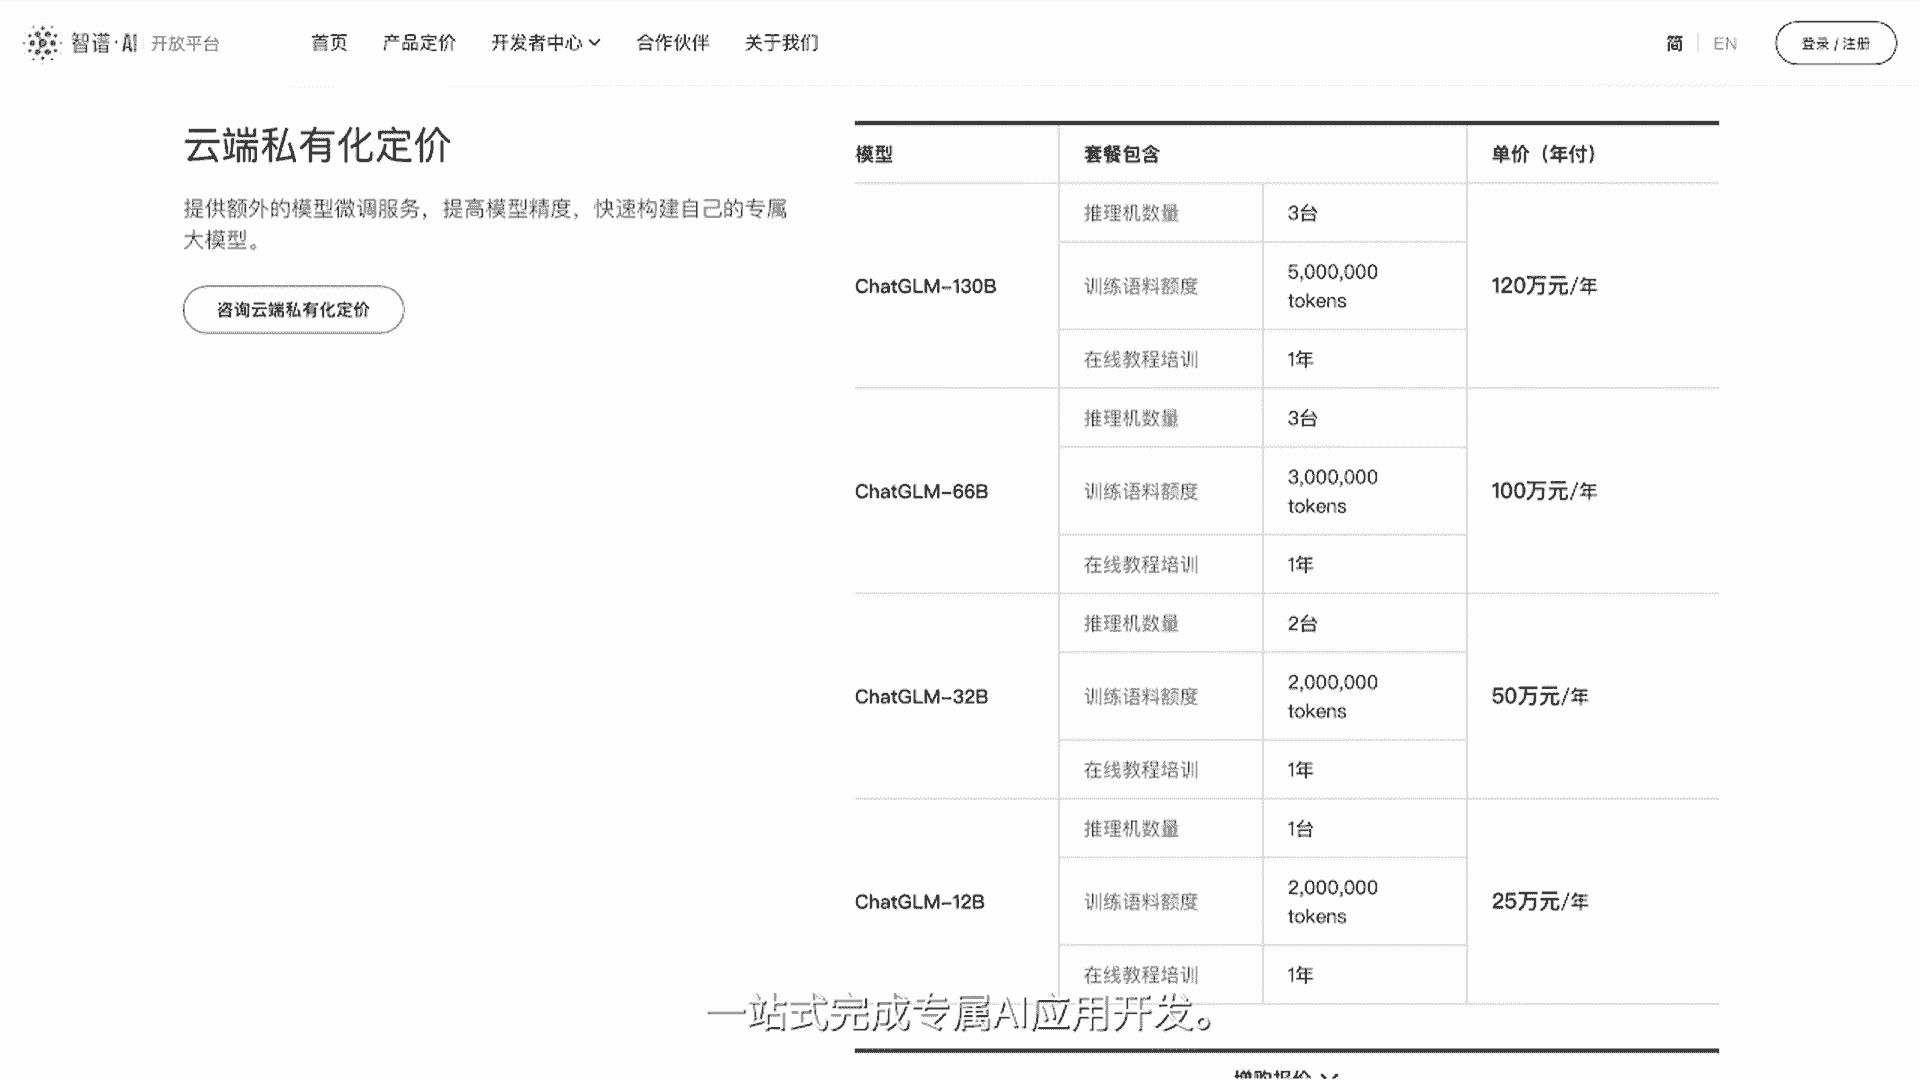 智谱·AI 开放平台 首页 产品定价 开发者中心 合作伙伴 关于我们 简 EN 登录 / 注册
云端私有化定价
提供额外的模型微调服务，提高模型精度，快速构建自己的专属
大模型。
咨询云端私有化定价
模型 套餐包含 单价（年付）
ChatGLM-130B
推理机数量 3台
训练语料额度 5,000,000
tokens
在线教程培训 1年
120万元/年
ChatGLM-66B
推理机数量 3台
训练语料额度 3,000,000
tokens
在线教程培训 1年
100万元/年
ChatGLM-32B
推理机数量 2台
训练语料额度 2,000,000
tokens
在线教程培训 1年
50万元/年
ChatGLM-12B
推理机数量 1台
训练语料额度 2,000,000
tokens
在线教程培训 1年
25万元/年
一站式完成专属AI应用开发。
增购报价